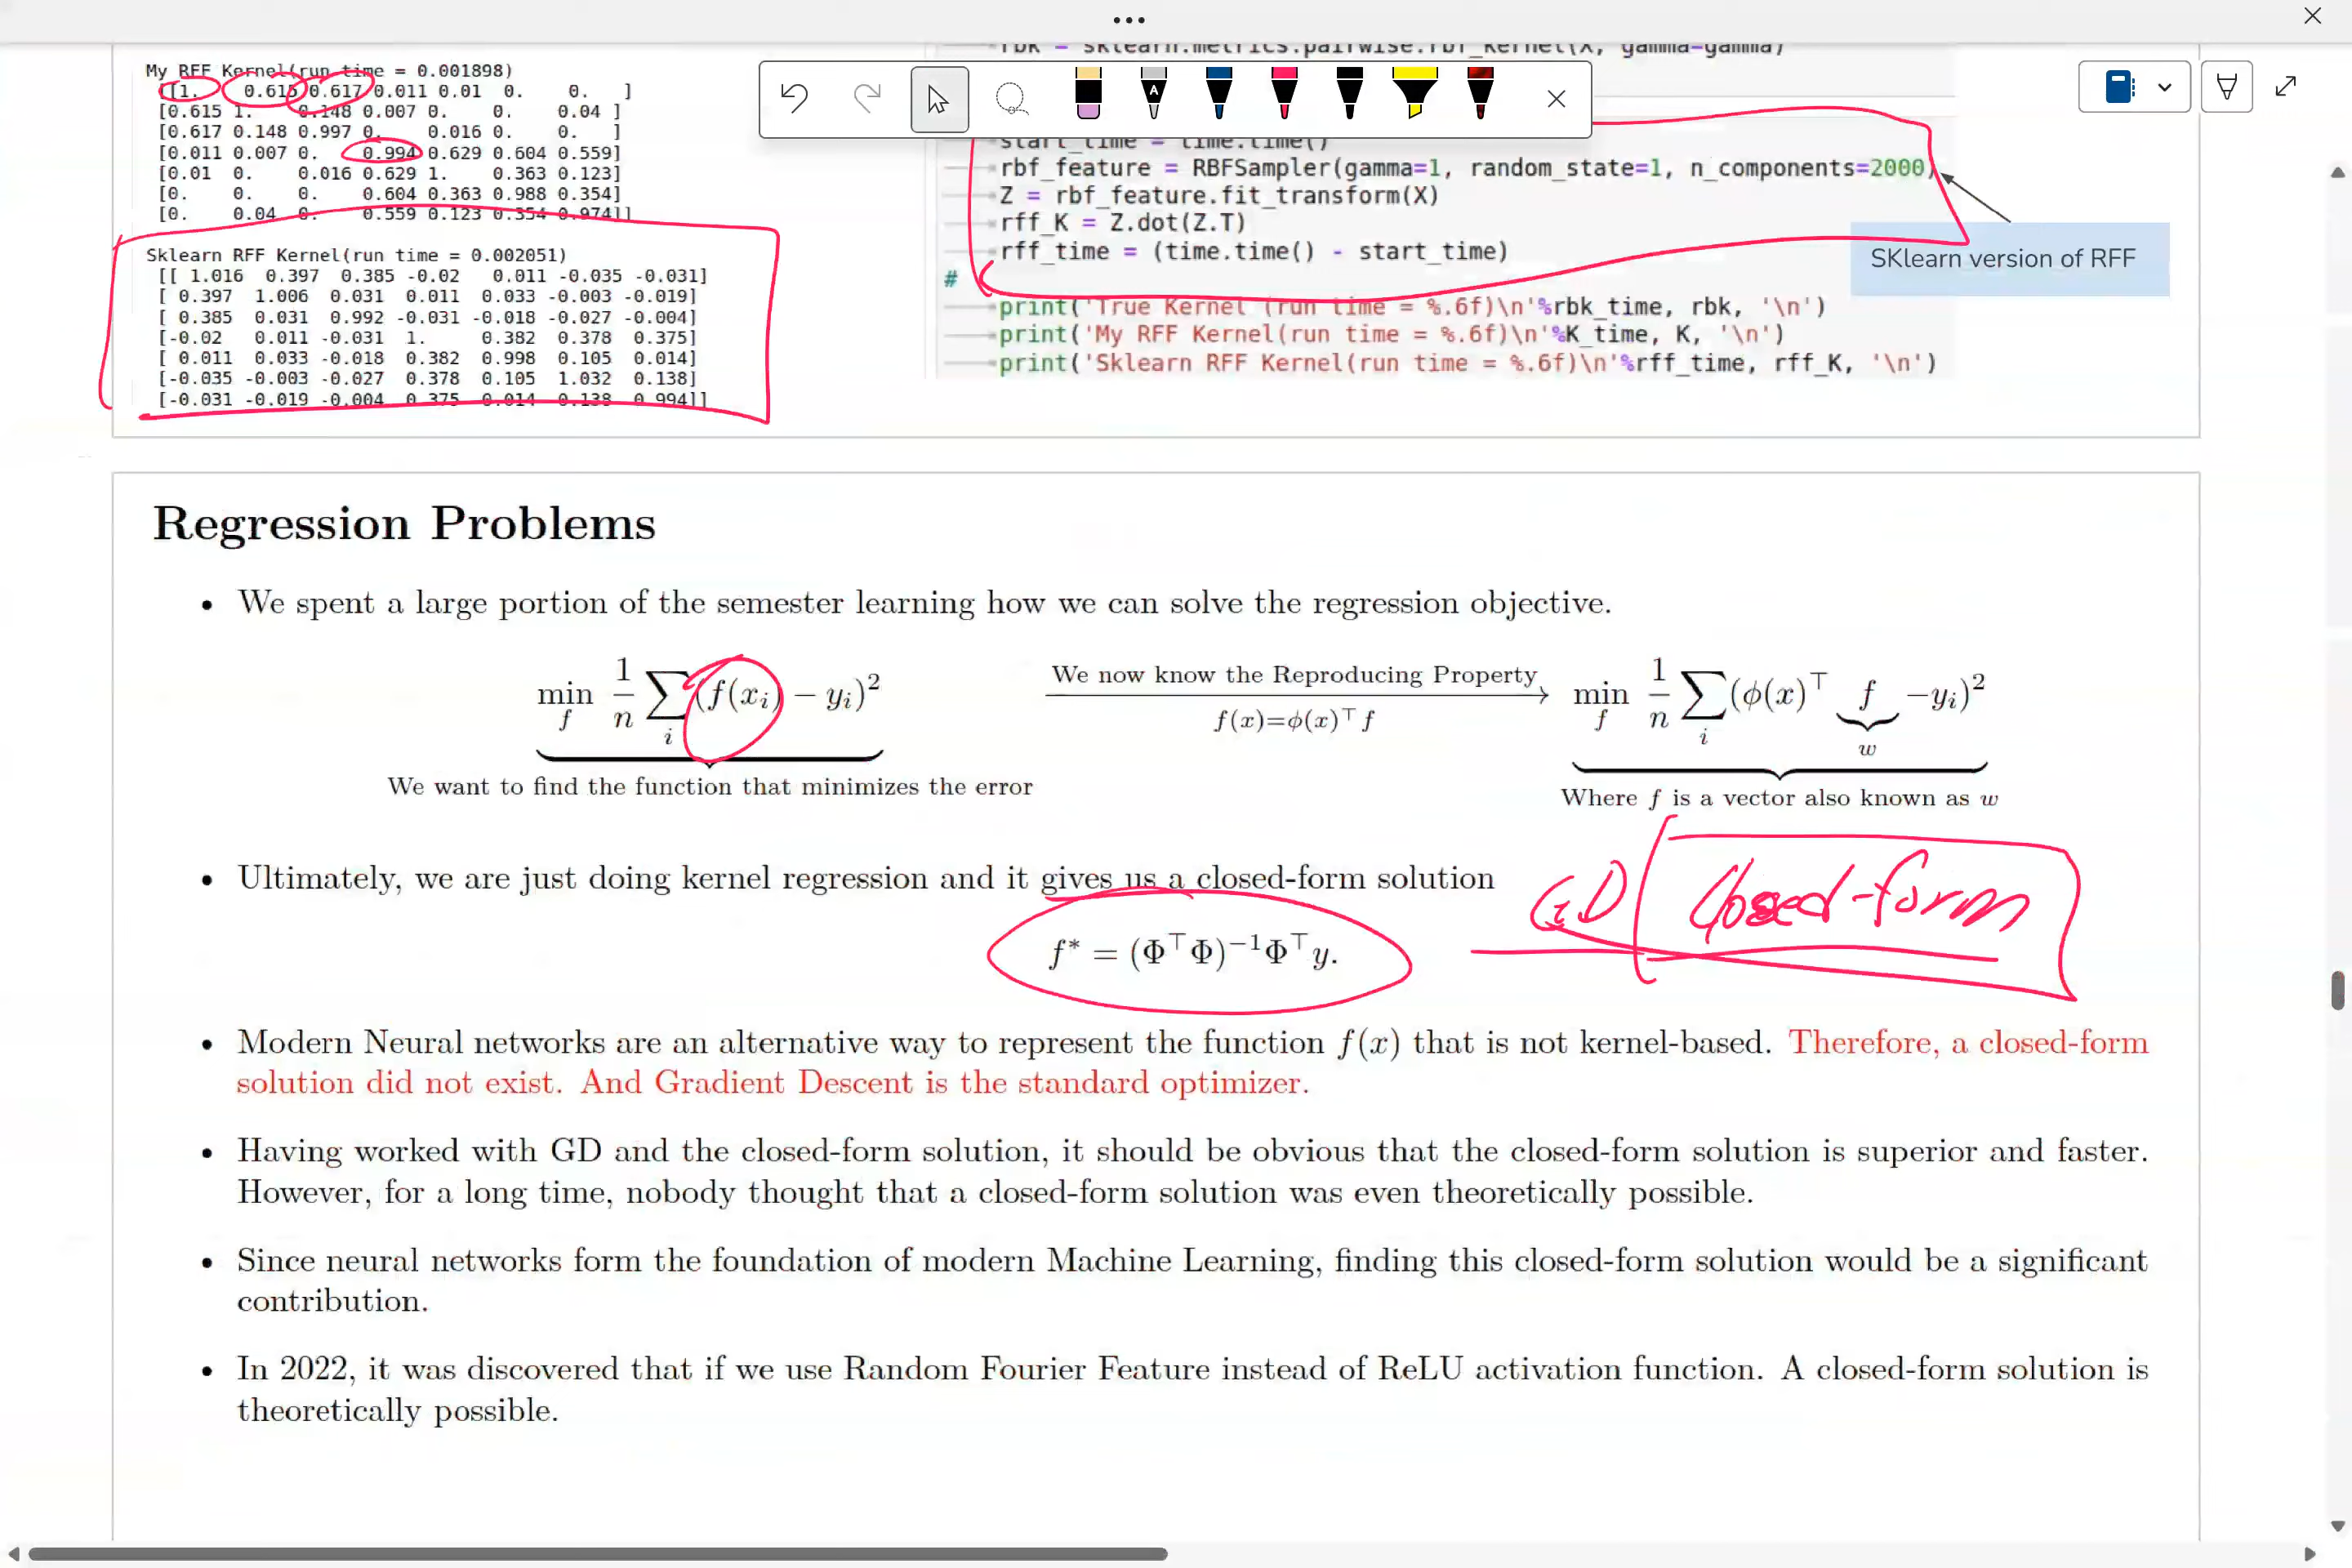 My RFF Kernel(run time = 0.001898)
[[1. 0.615 0.617 0.011 0.01 0. 0. ]
[0.615 1. 0.148 0.007 0. 0. 0.04 ]
[0.617 0.148 0.997 0. 0.016 0. 0. ]
[0.011 0.007 0. 0.994 0.629 0.604 0.559]
[0.01 0. 0.016 0.629 1. 0.363 0.123]
[0. 0. 0. 0.604 0.363 0.988 0.354]
[0. 0.04 0. 0.559 0.123 0.354 0.974]]
Sklearn RFF Kernel(run time = 0.002051)
[[ 1.016 0.397 0.385 -0.02 0.011 -0.035 -0.031]
[ 0.397 1.006 0.031 0.011 0.033 -0.003 -0.019]
[ 0.385 0.031 0.992 -0.031 -0.018 -0.027 -0.004]
[-0.02 0.011 -0.031 1. 0.382 0.378 0.375]
[ 0.011 0.033 -0.018 0.382 0.998 0.105 0.014]
[-0.035 -0.003 -0.027 0.378 0.105 1.032 0.138]
[-0.031 -0.019 -0.004 0.375 0.014 0.138 0.994]]
rbk = sklearn.metrics.pairwise.rbf_kernel(X, gamma=gamma)
start_time = time.time()
rbf_feature = RBFSampler(gamma=1, random_state=1, n_components=2000)
Z = rbf_feature.fit_transform(X)
rff_K = Z.dot(Z.T)
rff_time = (time.time() - start_time)
#
print('True Kernel (run time = %.6f)\n'%rbk_time, rbk, '\n')
print('My RFF Kernel(run time = %.6f)\n'%K_time, K, '\n')
print('Sklearn RFF Kernel(run time = %.6f)\n'%rff_time, rff_K, '\n')
SKlearn version of RFF
A
Regression Problems
• We spent a large portion of the semester learning how we can solve the regression objective.
min_f 1/n ∑_i (f(x_i) − y_i)²
We want to find the function that minimizes the error
We now know the Reproducing Property
f(x)=ϕ(x)^⊤ f
min_f 1/n ∑_i (ϕ(x)^⊤ f −y_i)²
w
Where f is a vector also known as w
• Ultimately, we are just doing kernel regression and it gives us a closed-form solution
GD Closed-form
f* = (Φ^⊤Φ)^−1Φ^⊤y.
• Modern Neural networks are an alternative way to represent the function f(x) that is not kernel-based. Therefore, a closed-form
solution did not exist. And Gradient Descent is the standard optimizer.
• Having worked with GD and the closed-form solution, it should be obvious that the closed-form solution is superior and faster.
However, for a long time, nobody thought that a closed-form solution was even theoretically possible.
• Since neural networks form the foundation of modern Machine Learning, finding this closed-form solution would be a significant
contribution.
• In 2022, it was discovered that if we use Random Fourier Feature instead of ReLU activation function. A closed-form solution is
theoretically possible.